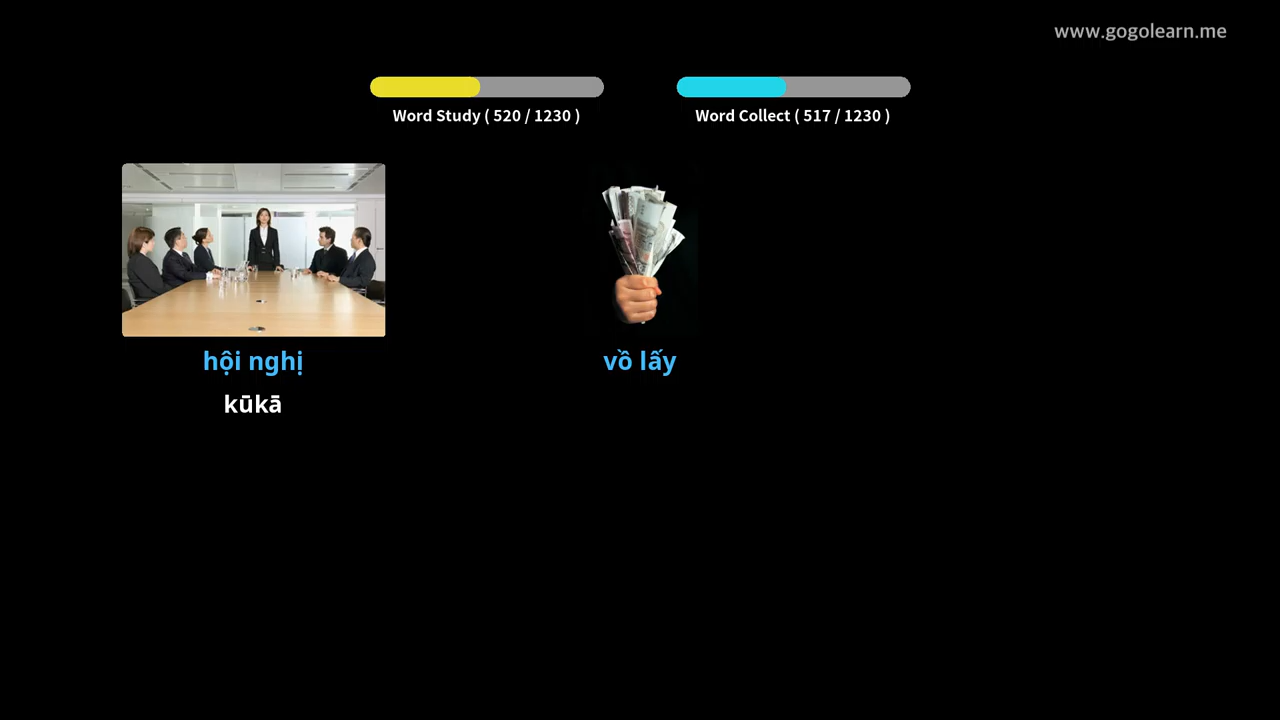 www.gogolearn.me
Word Study ( 520 / 1230 )
Word Collect ( 517 / 1230 )
hội nghị
vồ lấy
kūkā